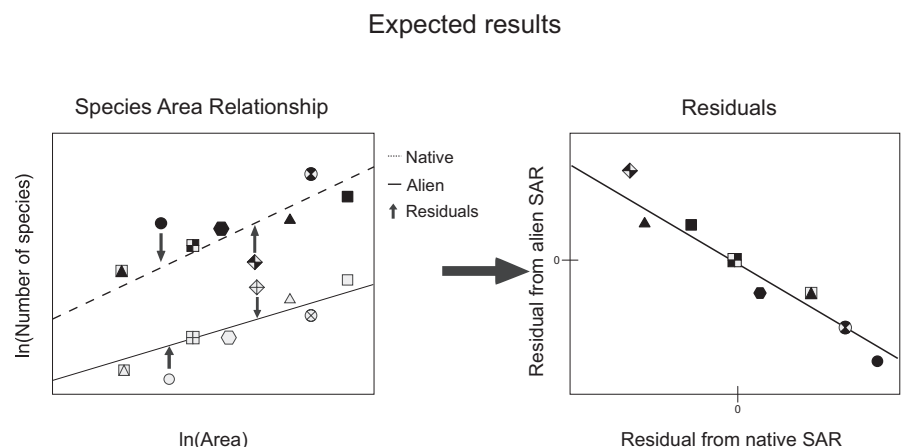 Expected results
Species Area Relationship
ln(Number of species)
ln(Area)
Native
Alien
Residuals
Residuals
Residual from alien SAR
0
0
Residual from native SAR